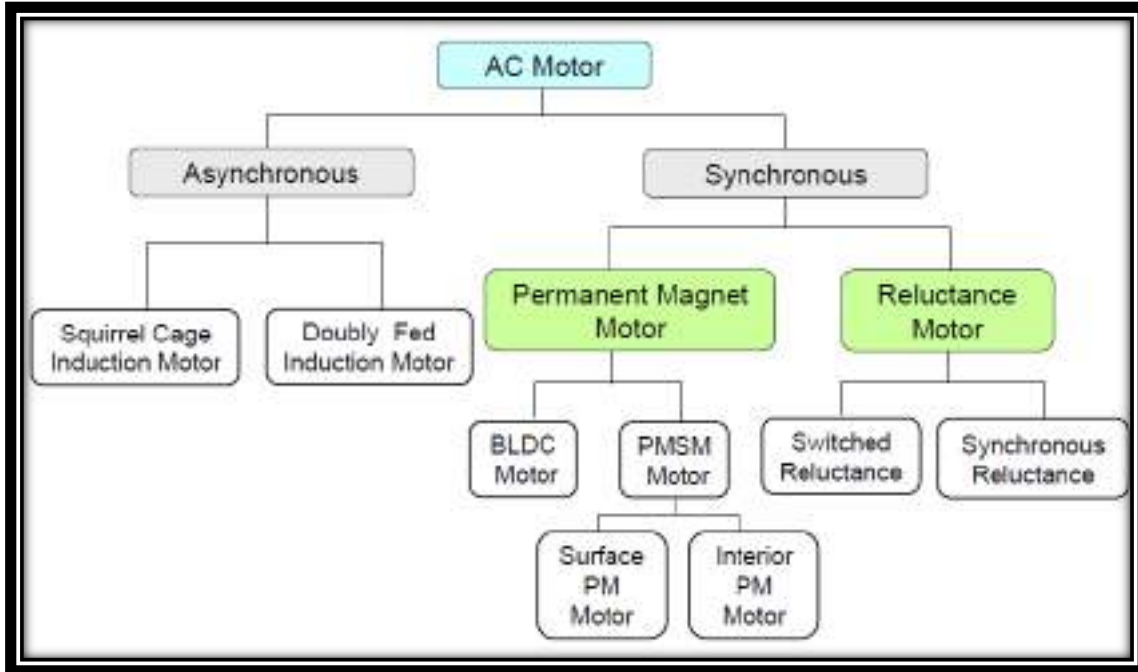 AC Motor
Asynchronous
Synchronous
Permanent Magnet
Motor
Reluctance
Motor
Squirrel Cage
Induction Motor
Doubly Fed
Induction Motor
BLDC
Motor
PMSM
Motor
Switched
Reluctance
Synchronous
Reluctance
Surface
PM
Motor
Interior
PM
Motor